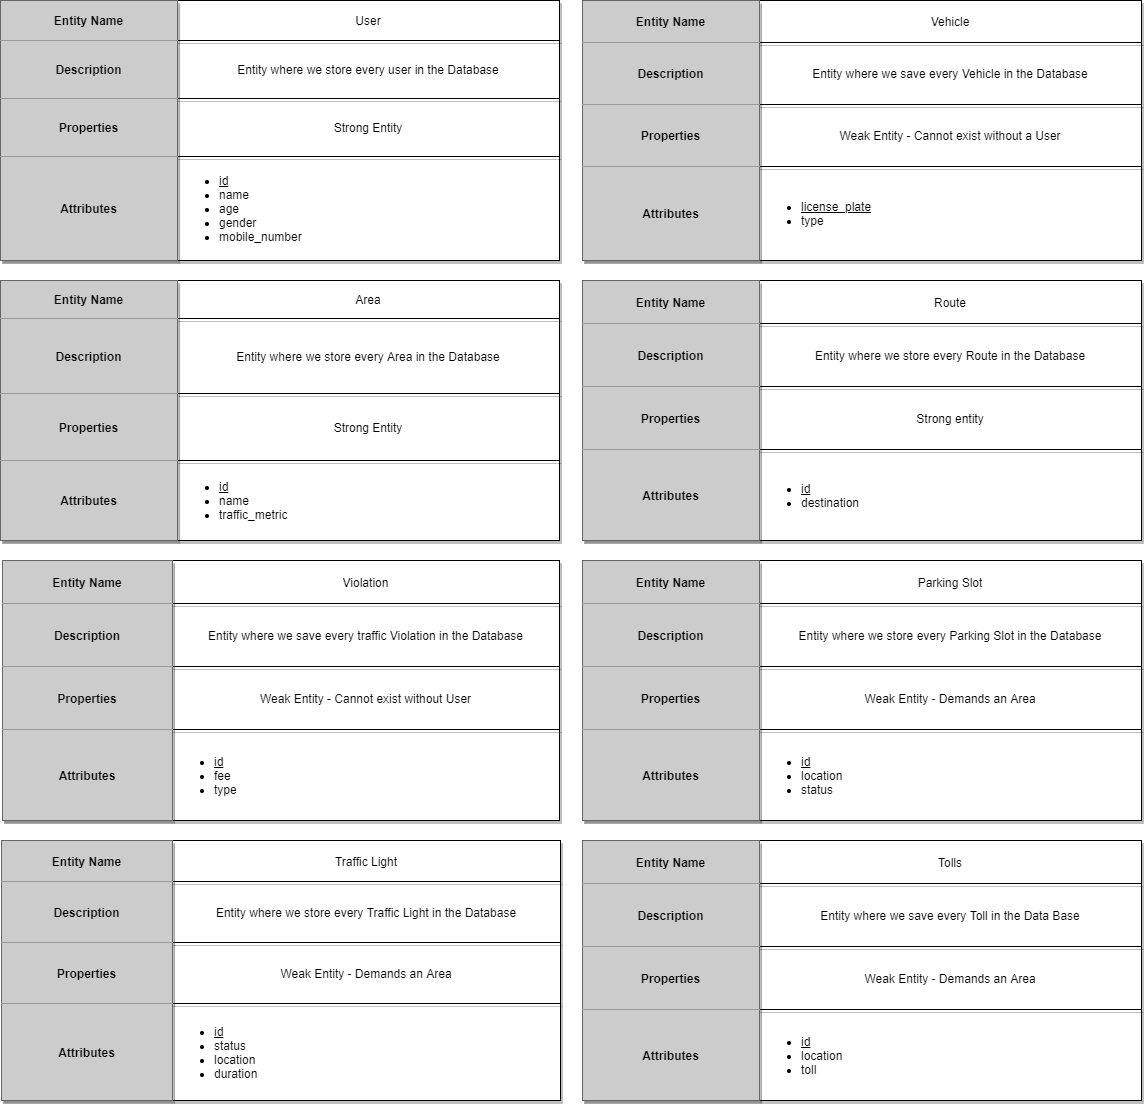 Entity Name
User
Description
Entity where we store every user in the Database
Properties
Strong Entity
Attributes
id
name
age
gender
mobile_number
Entity Name
Vehicle
Description
Entity where we save every Vehicle in the Database
Properties
Weak Entity - Cannot exist without a User
Attributes
license_plate
type
Entity Name
Area
Description
Entity where we store every Area in the Database
Properties
Strong Entity
Attributes
id
name
traffic_metric
Entity Name
Route
Description
Entity where we store every Route in the Database
Properties
Strong entity
Attributes
id
destination
Entity Name
Violation
Description
Entity where we save every traffic Violation in the Database
Properties
Weak Entity - Cannot exist without User
Attributes
id
fee
type
Entity Name
Parking Slot
Description
Entity where we store every Parking Slot in the Database
Properties
Weak Entity - Demands an Area
Attributes
id
location
status
Entity Name
Traffic Light
Description
Entity where we store every Traffic Light in the Database
Properties
Weak Entity - Demands an Area
Attributes
id
status
location
duration
Entity Name
Tolls
Description
Entity where we save every Toll in the Data Base
Properties
Weak Entity - Demands an Area
Attributes
id
location
toll